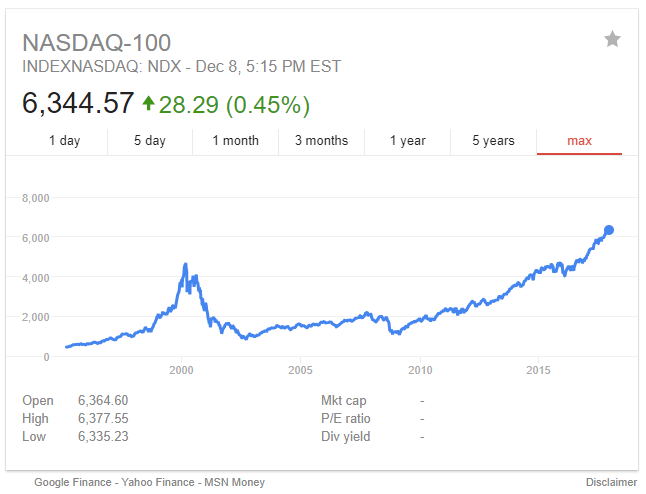 NASDAQ-100
INDEXNASDAQ: NDX - Dec 8, 5:15 PM EST
6,344.57 28.29 (0.45%)
1 day 5 day 1 month 3 months 1 year 5 years max
8,000
6,000
4,000
2,000
0
2000 2005 2010 2015
Open 6,364.60 Mkt cap -
High 6,377.55 P/E ratio -
Low 6,335.23 Div yield -
Google Finance - Yahoo Finance - MSN Money Disclaimer